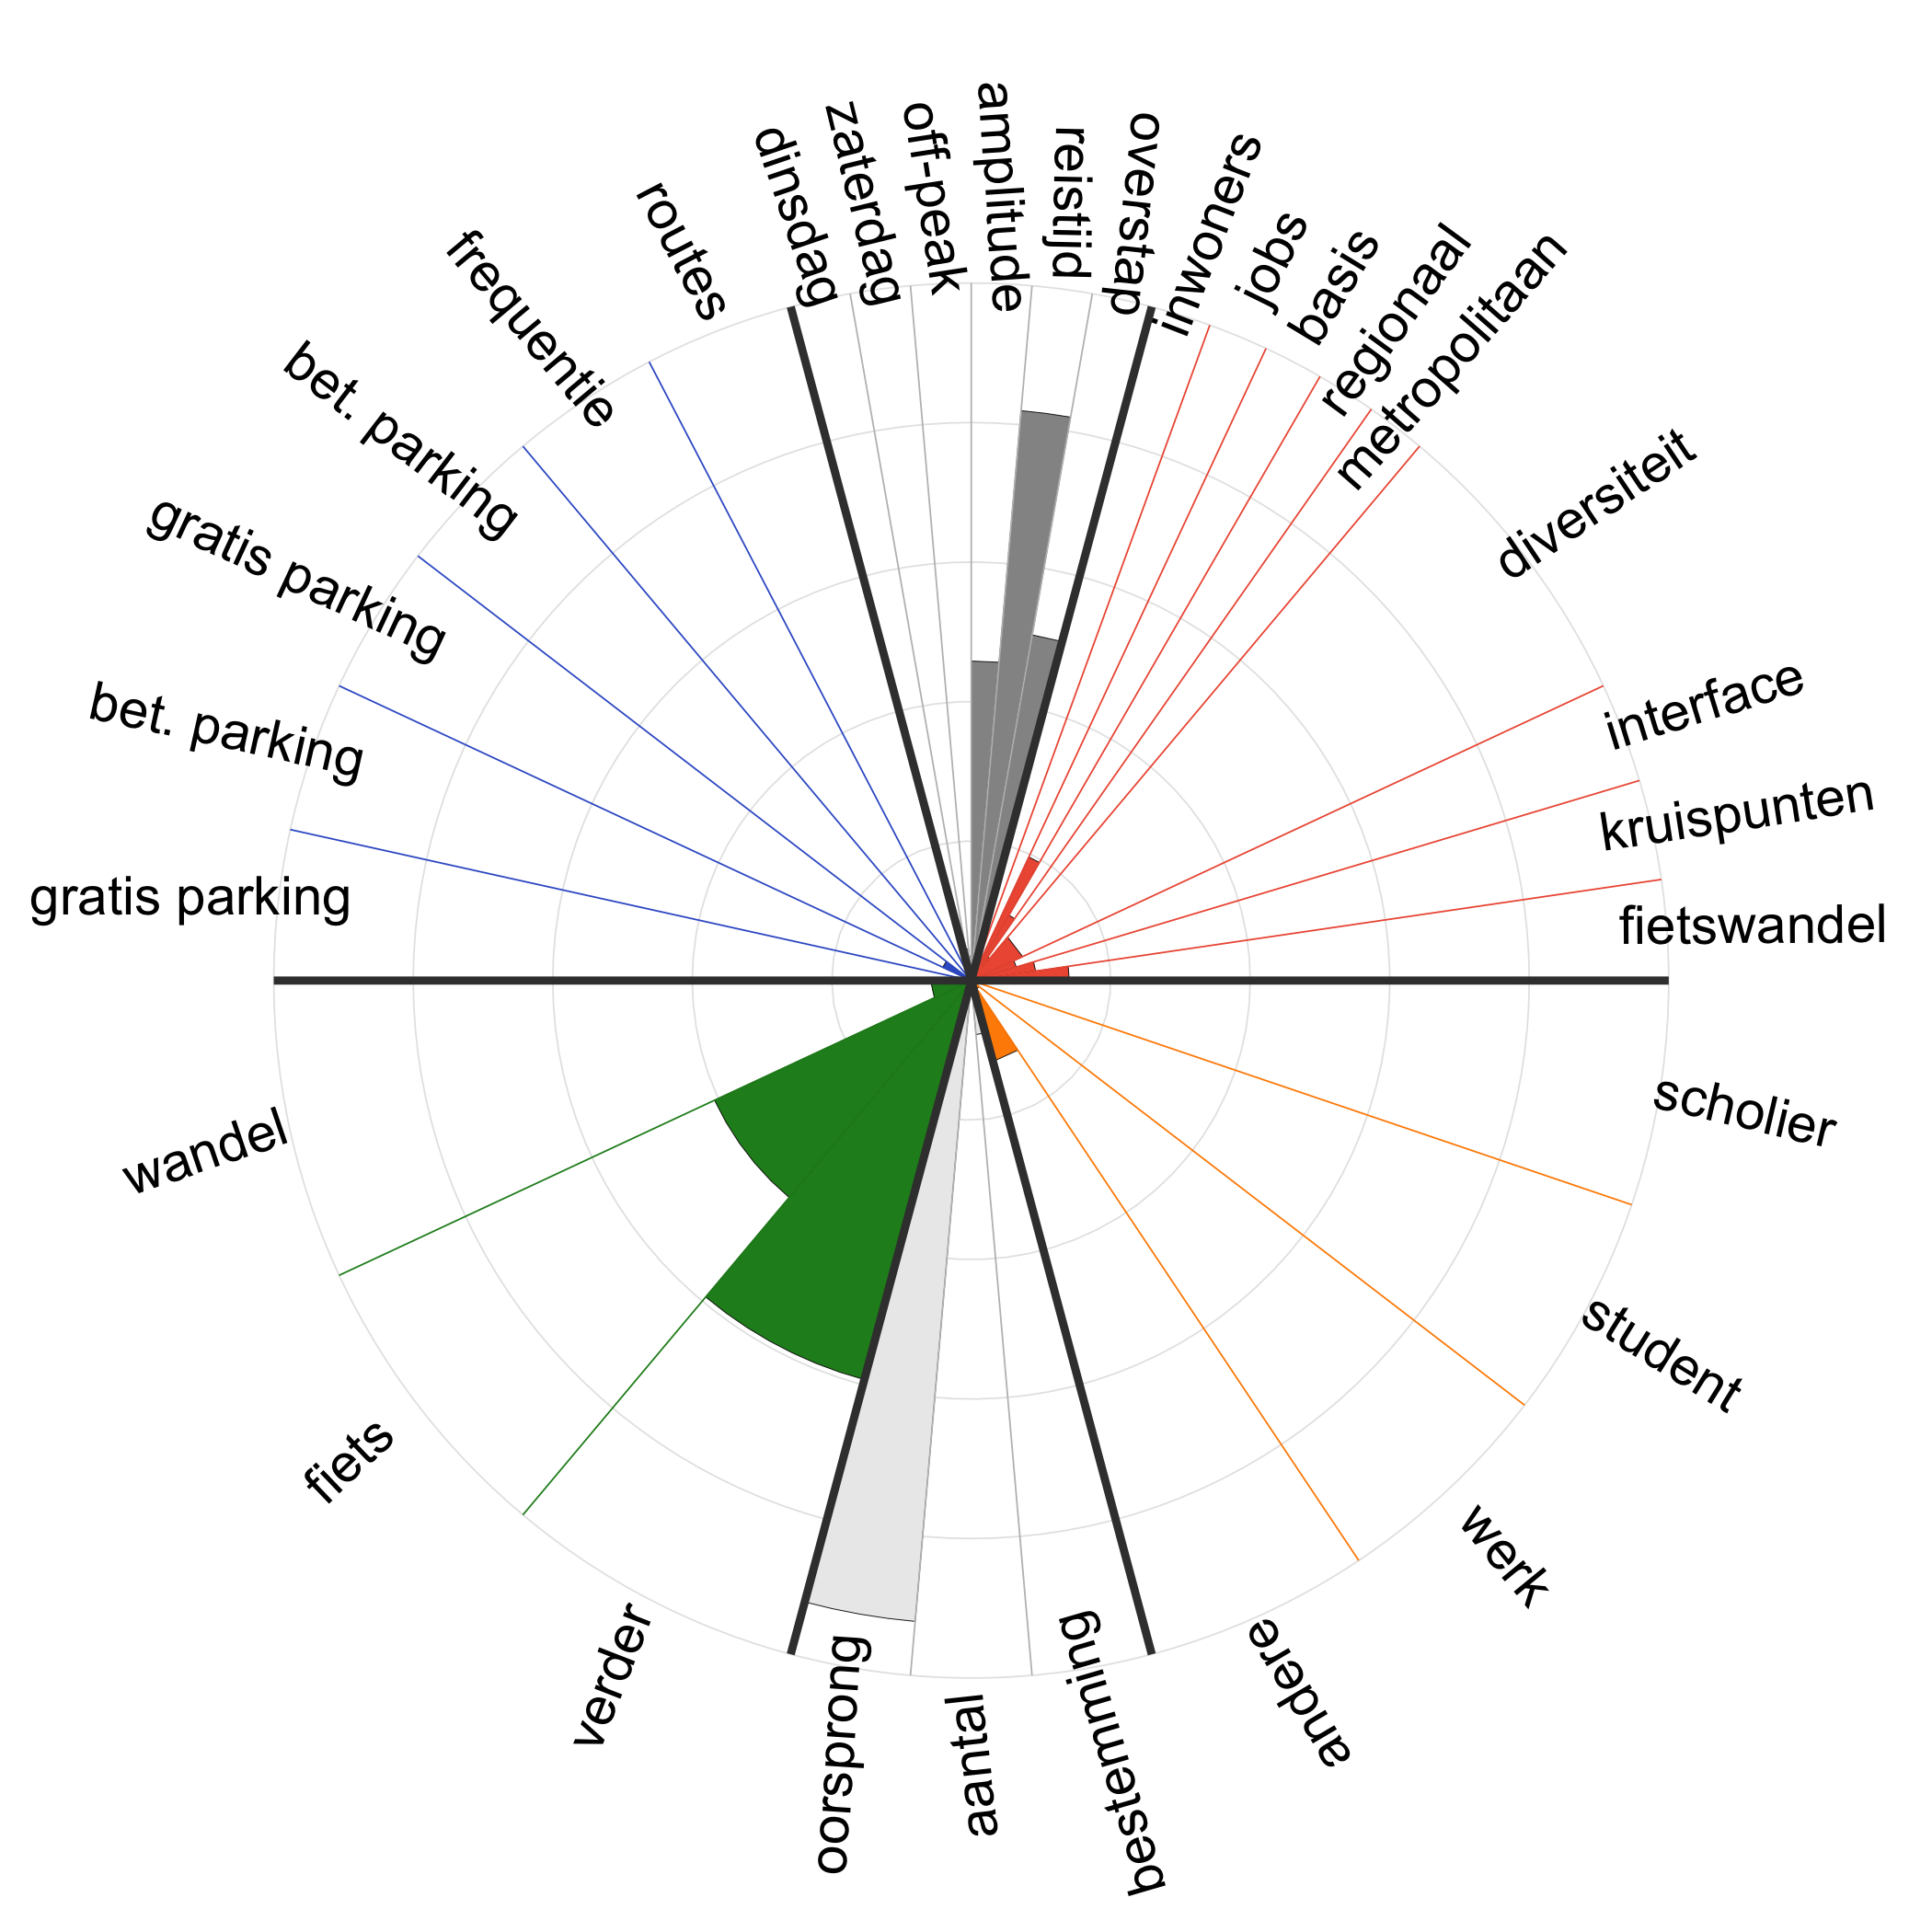 dinsdag
zaterdag
off-peak
amplitude
reistijd
overstap
inwoners
jobs
basis
regionaal
metropolitaan
diversiteit
interface
kruispunten
fietswandel
scholier
student
werk
andere
bestemming
aantal
oorsprong
verder
fiets
wandel
gratis parking
bet. parking
gratis parking
bet. parking
frequentie
routes